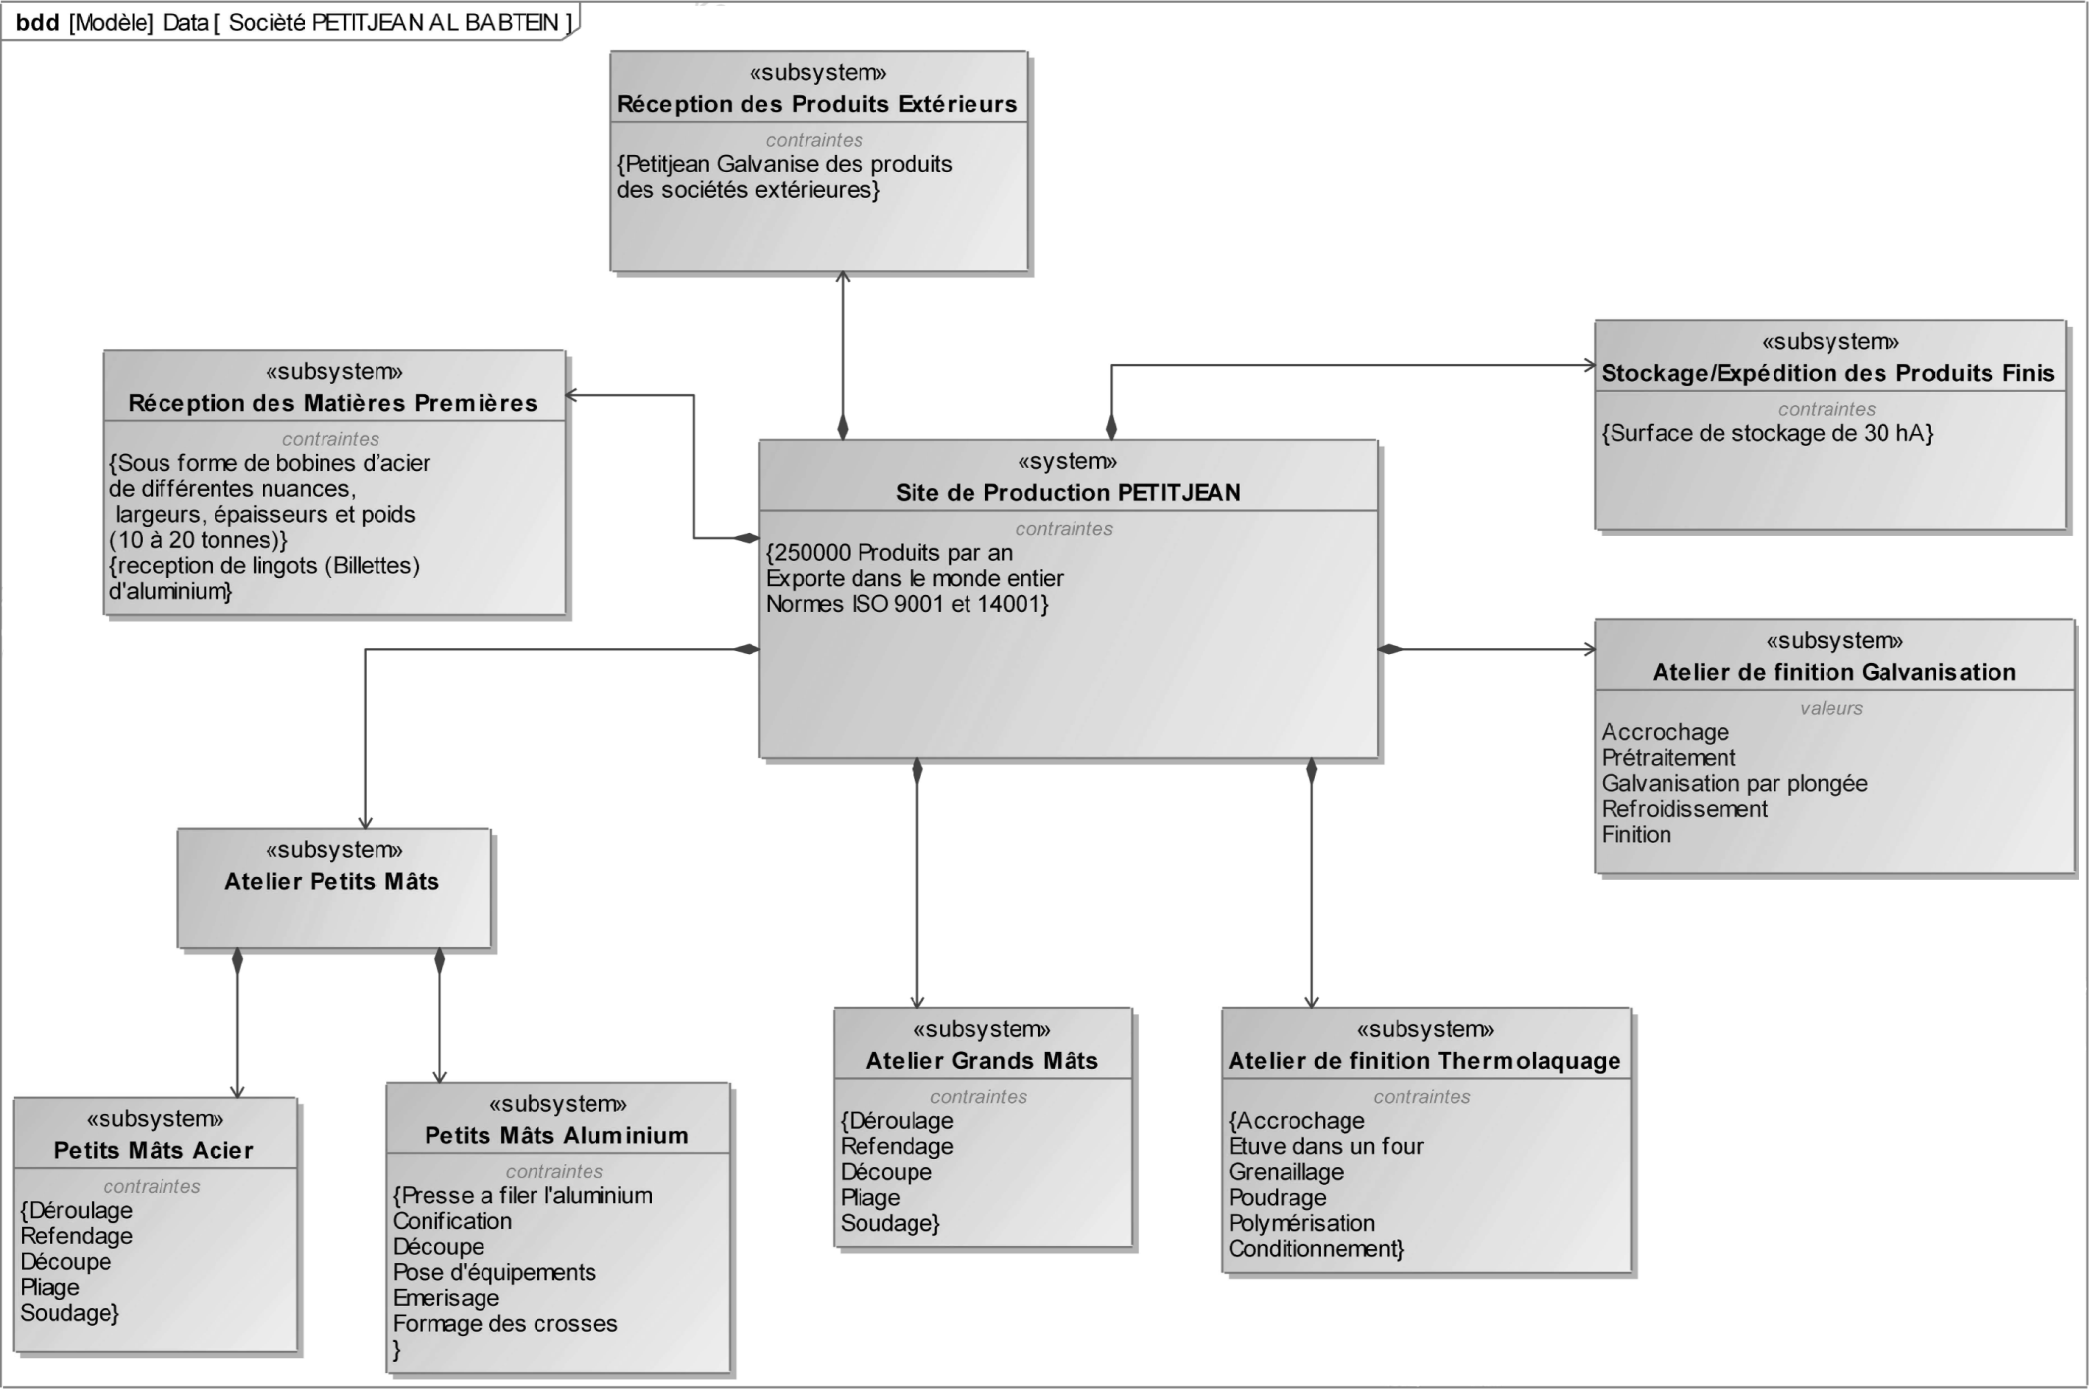 bdd [Modèle] Data [ Sociètè PETITJEAN AL BABTEIN ]
«subsystem»
Réception des Produits Extérieurs
contraintes
{Petitjean Galvanise des produits
des sociétés extérieures}
«subsystem»
Stockage/Expédition des Produits Finis
contraintes
{Surface de stockage de 30 hA}
«subsystem»
Réception des Matières Premières
contraintes
{Sous forme de bobines d'acier
de différentes nuances,
largeurs, épaisseurs et poids
(10 à 20 tonnes)}
{reception de lingots (Billettes)
d'aluminium}
«system»
Site de Production PETITJEAN
contraintes
{250000 Produits par an
Exporte dans le monde entier
Normes ISO 9001 et 14001}
«subsystem»
Atelier de finition Galvanisation
valeurs
Accrochage
Prétraitement
Galvanisation par plongée
Refroidissement
Finition
«subsystem»
Atelier Petits Mâts
«subsystem»
Petits Mâts Acier
contraintes
{Déroulage
Refendage
Découpe
Pliage
Soudage}
«subsystem»
Petits Mâts Aluminium
contraintes
{Presse a filer l'aluminium
Conification
Découpe
Pose d'équipements
Emerisage
Formage des crosses
}
«subsystem»
Atelier Grands Mâts
contraintes
{Déroulage
Refendage
Découpe
Pliage
Soudage}
«subsystem»
Atelier de finition Thermolaquage
contraintes
{Accrochage
Etuve dans un four
Grenaillage
Poudrage
Polymérisation
Conditionnement}